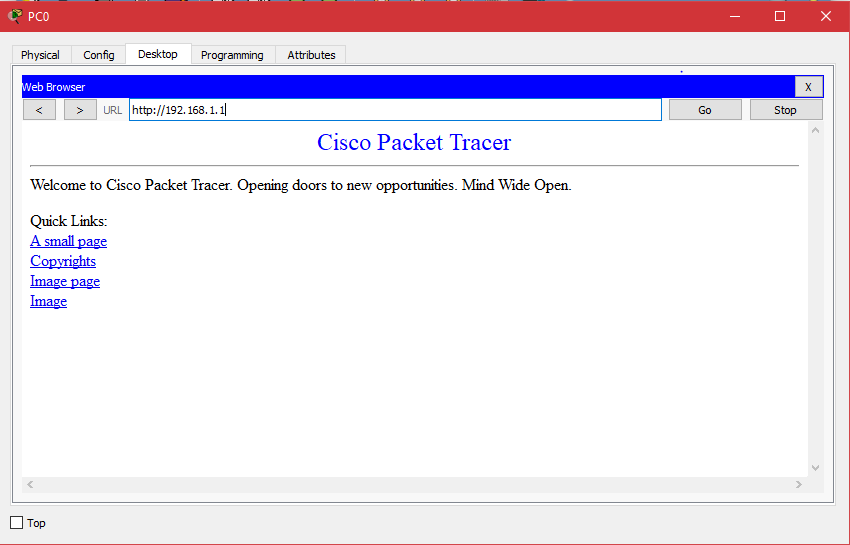 PC0
Physical Config Desktop Programming Attributes
Web Browser X
< > URL http://192.168.1.1 Go Stop
Cisco Packet Tracer
Welcome to Cisco Packet Tracer. Opening doors to new opportunities. Mind Wide Open.
Quick Links:
A small page
Copyrights
Image page
Image
Top